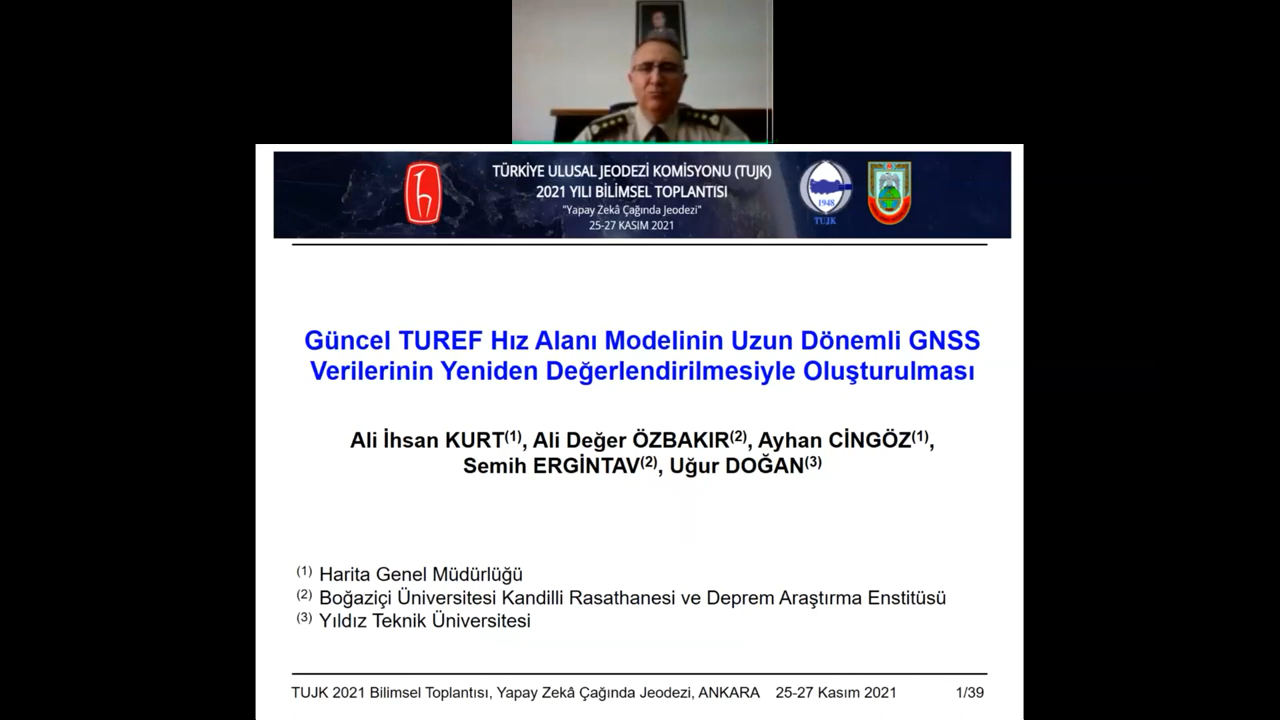 TÜRKİYE ULUSAL JEODEZİ KOMİSYONU (TUJK)
2021 YILI BİLİMSEL TOPLANTISI
"Yapay Zekâ Çağında Jeodezi"
25-27 KASIM 2021
1948
TUJK
Güncel TUREF Hız Alanı Modelinin Uzun Dönemli GNSS
Verilerinin Yeniden Değerlendirilmesiyle Oluşturulması
Ali İhsan KURT(1), Ali Değer ÖZBAKIR(2), Ayhan CİNGÖZ(1),
Semih ERGİNTAV(2), Uğur DOĞAN(3)
(1) Harita Genel Müdürlüğü
(2) Boğaziçi Üniversitesi Kandilli Rasathanesi ve Deprem Araştırma Enstitüsü
(3) Yıldız Teknik Üniversitesi
TUJK 2021 Bilimsel Toplantısı, Yapay Zekâ Çağında Jeodezi, ANKARA 25-27 Kasım 2021 1/39